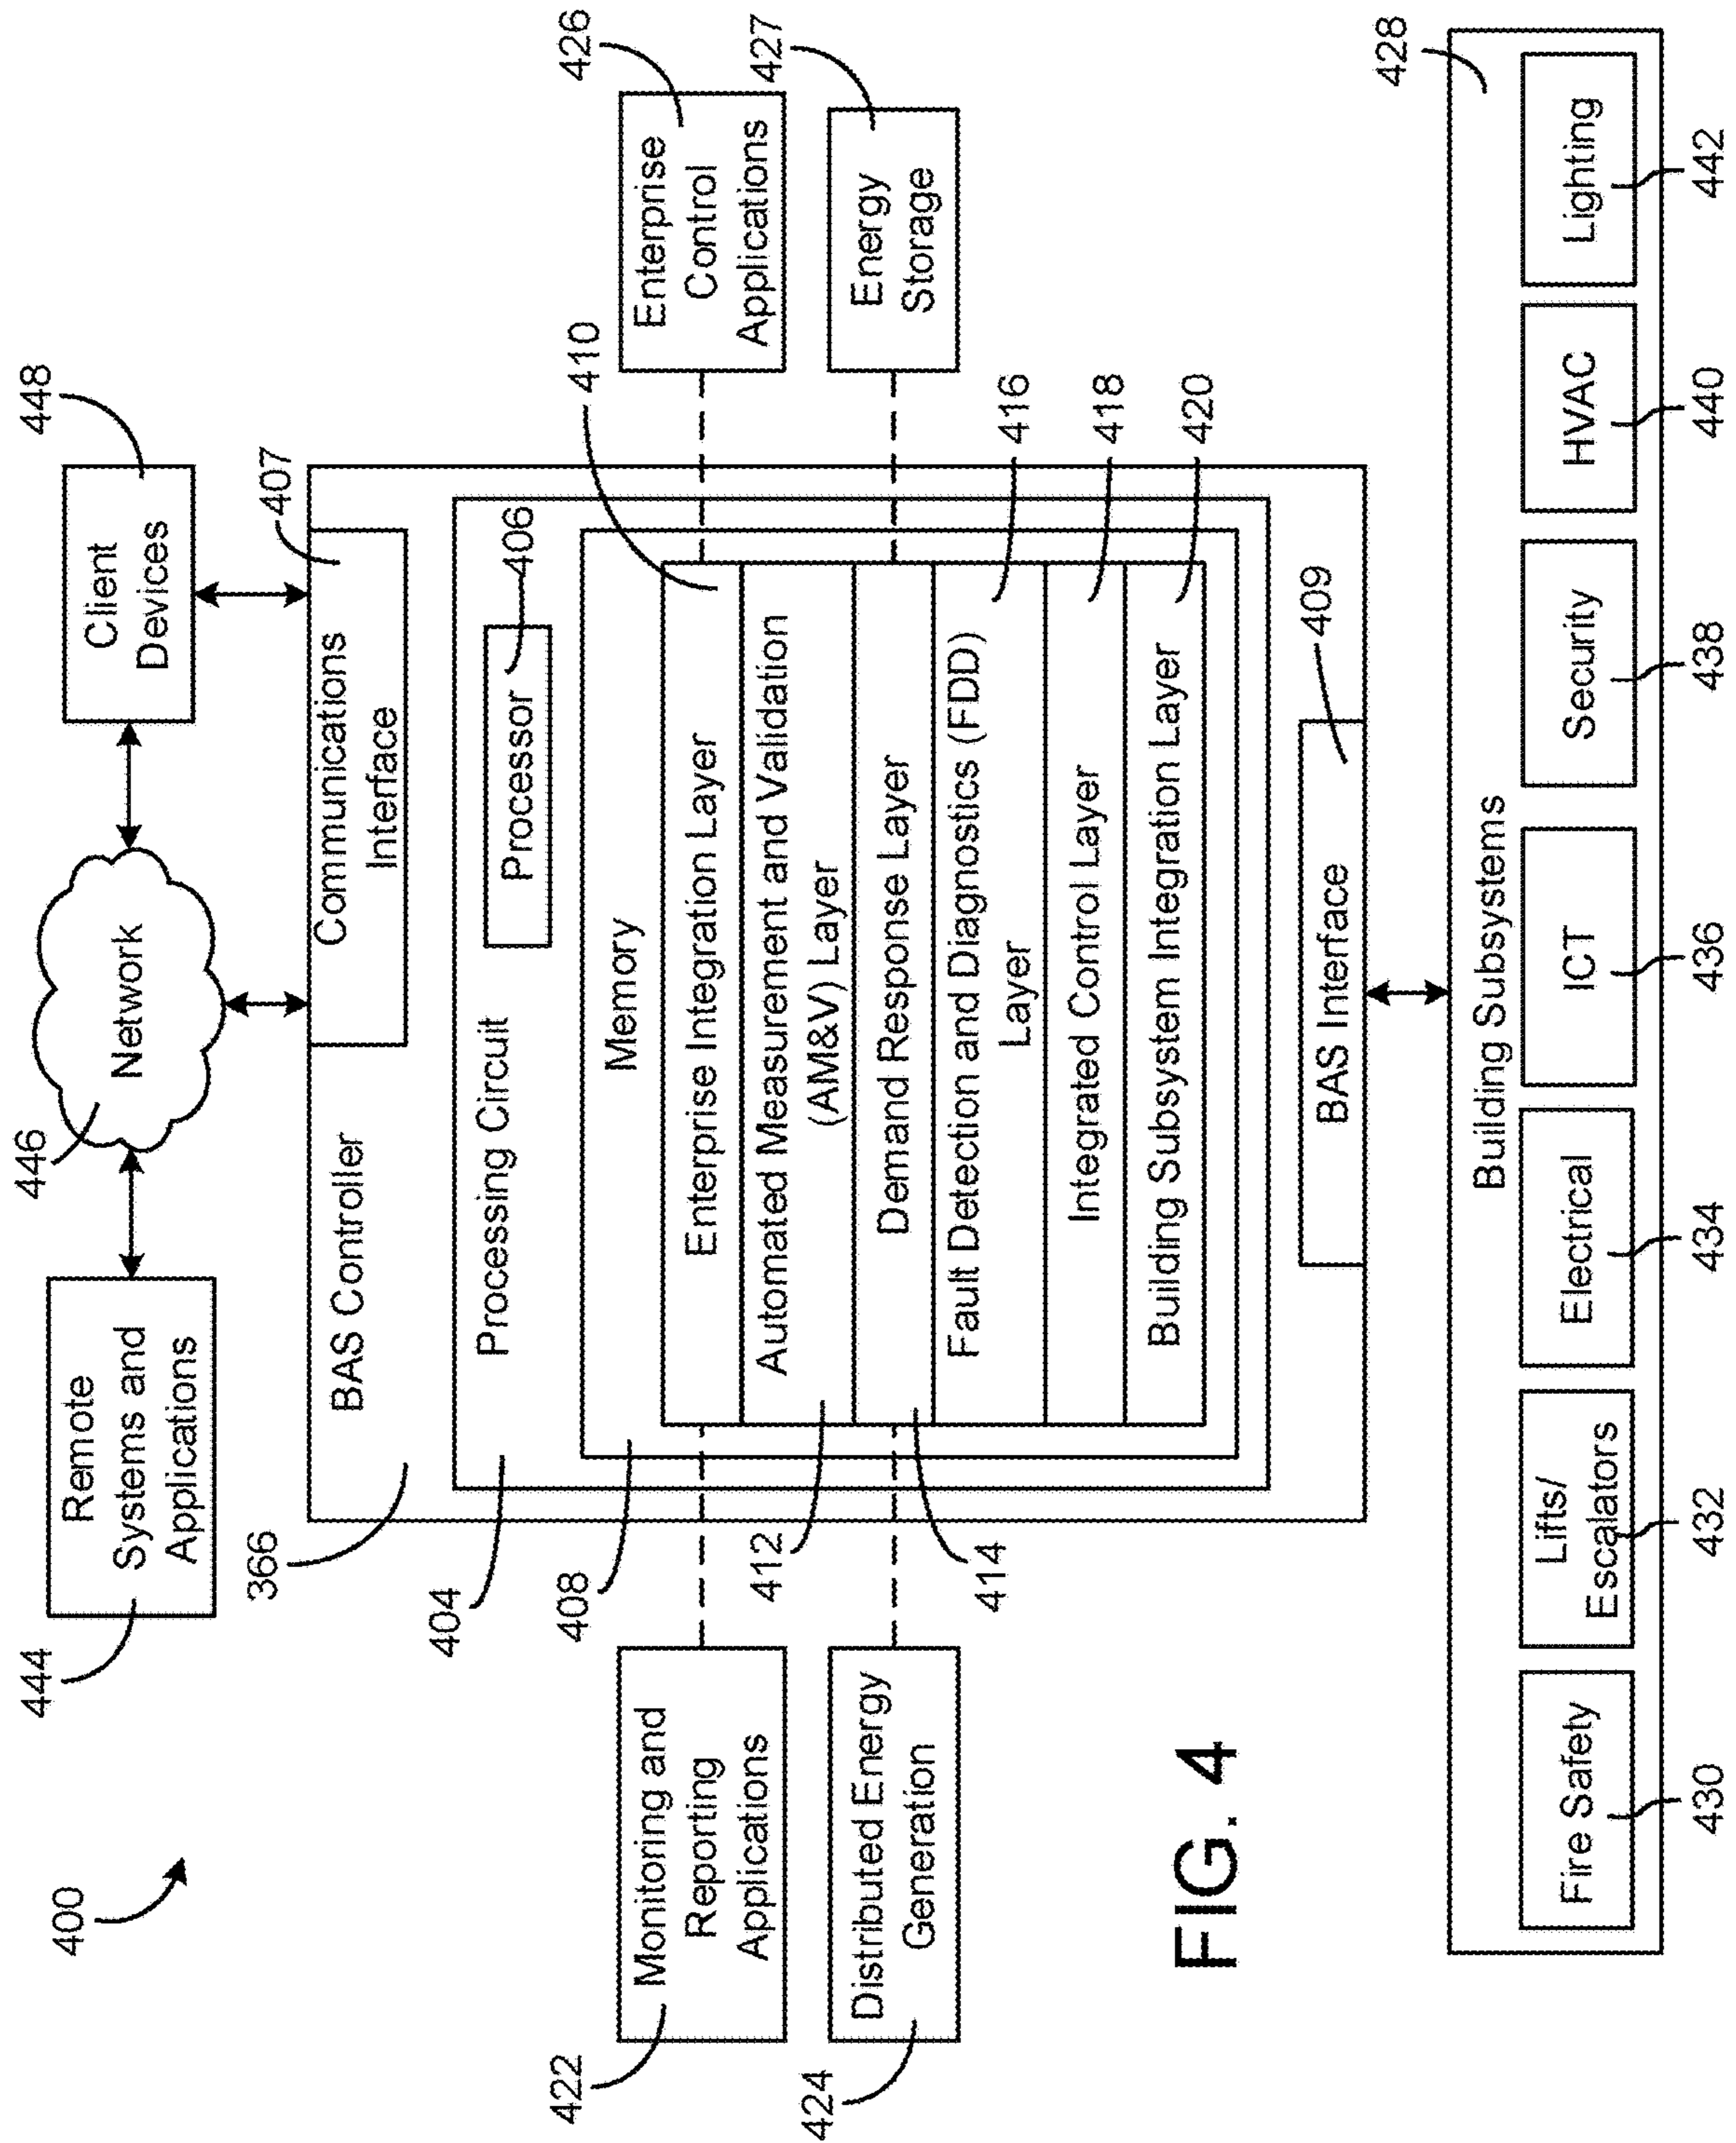 400
444
Remote
Systems and
Applications
446
Network
448
Client
Devices
366
BAS Controller
407
Communications
Interface
404
Processing Circuit
Processor
406
408
Memory
410
Enterprise Integration Layer
412
Automated Measurement and Validation
(AM&V) Layer
414
Demand Response Layer
416
Fault Detection and Diagnostics (FDD)
Layer
418
Integrated Control Layer
420
Building Subsystem Integration Layer
422
Monitoring and
Reporting
Applications
424
Distributed Energy
Generation
426
Enterprise
Control
Applications
427
Energy
Storage
409
BAS Interface
428
Building Subsystems
Fire Safety
Lifts/
Escalators
Electrical
ICT
Security
HVAC
Lighting
430
432
434
436
438
440
442
FIG. 4